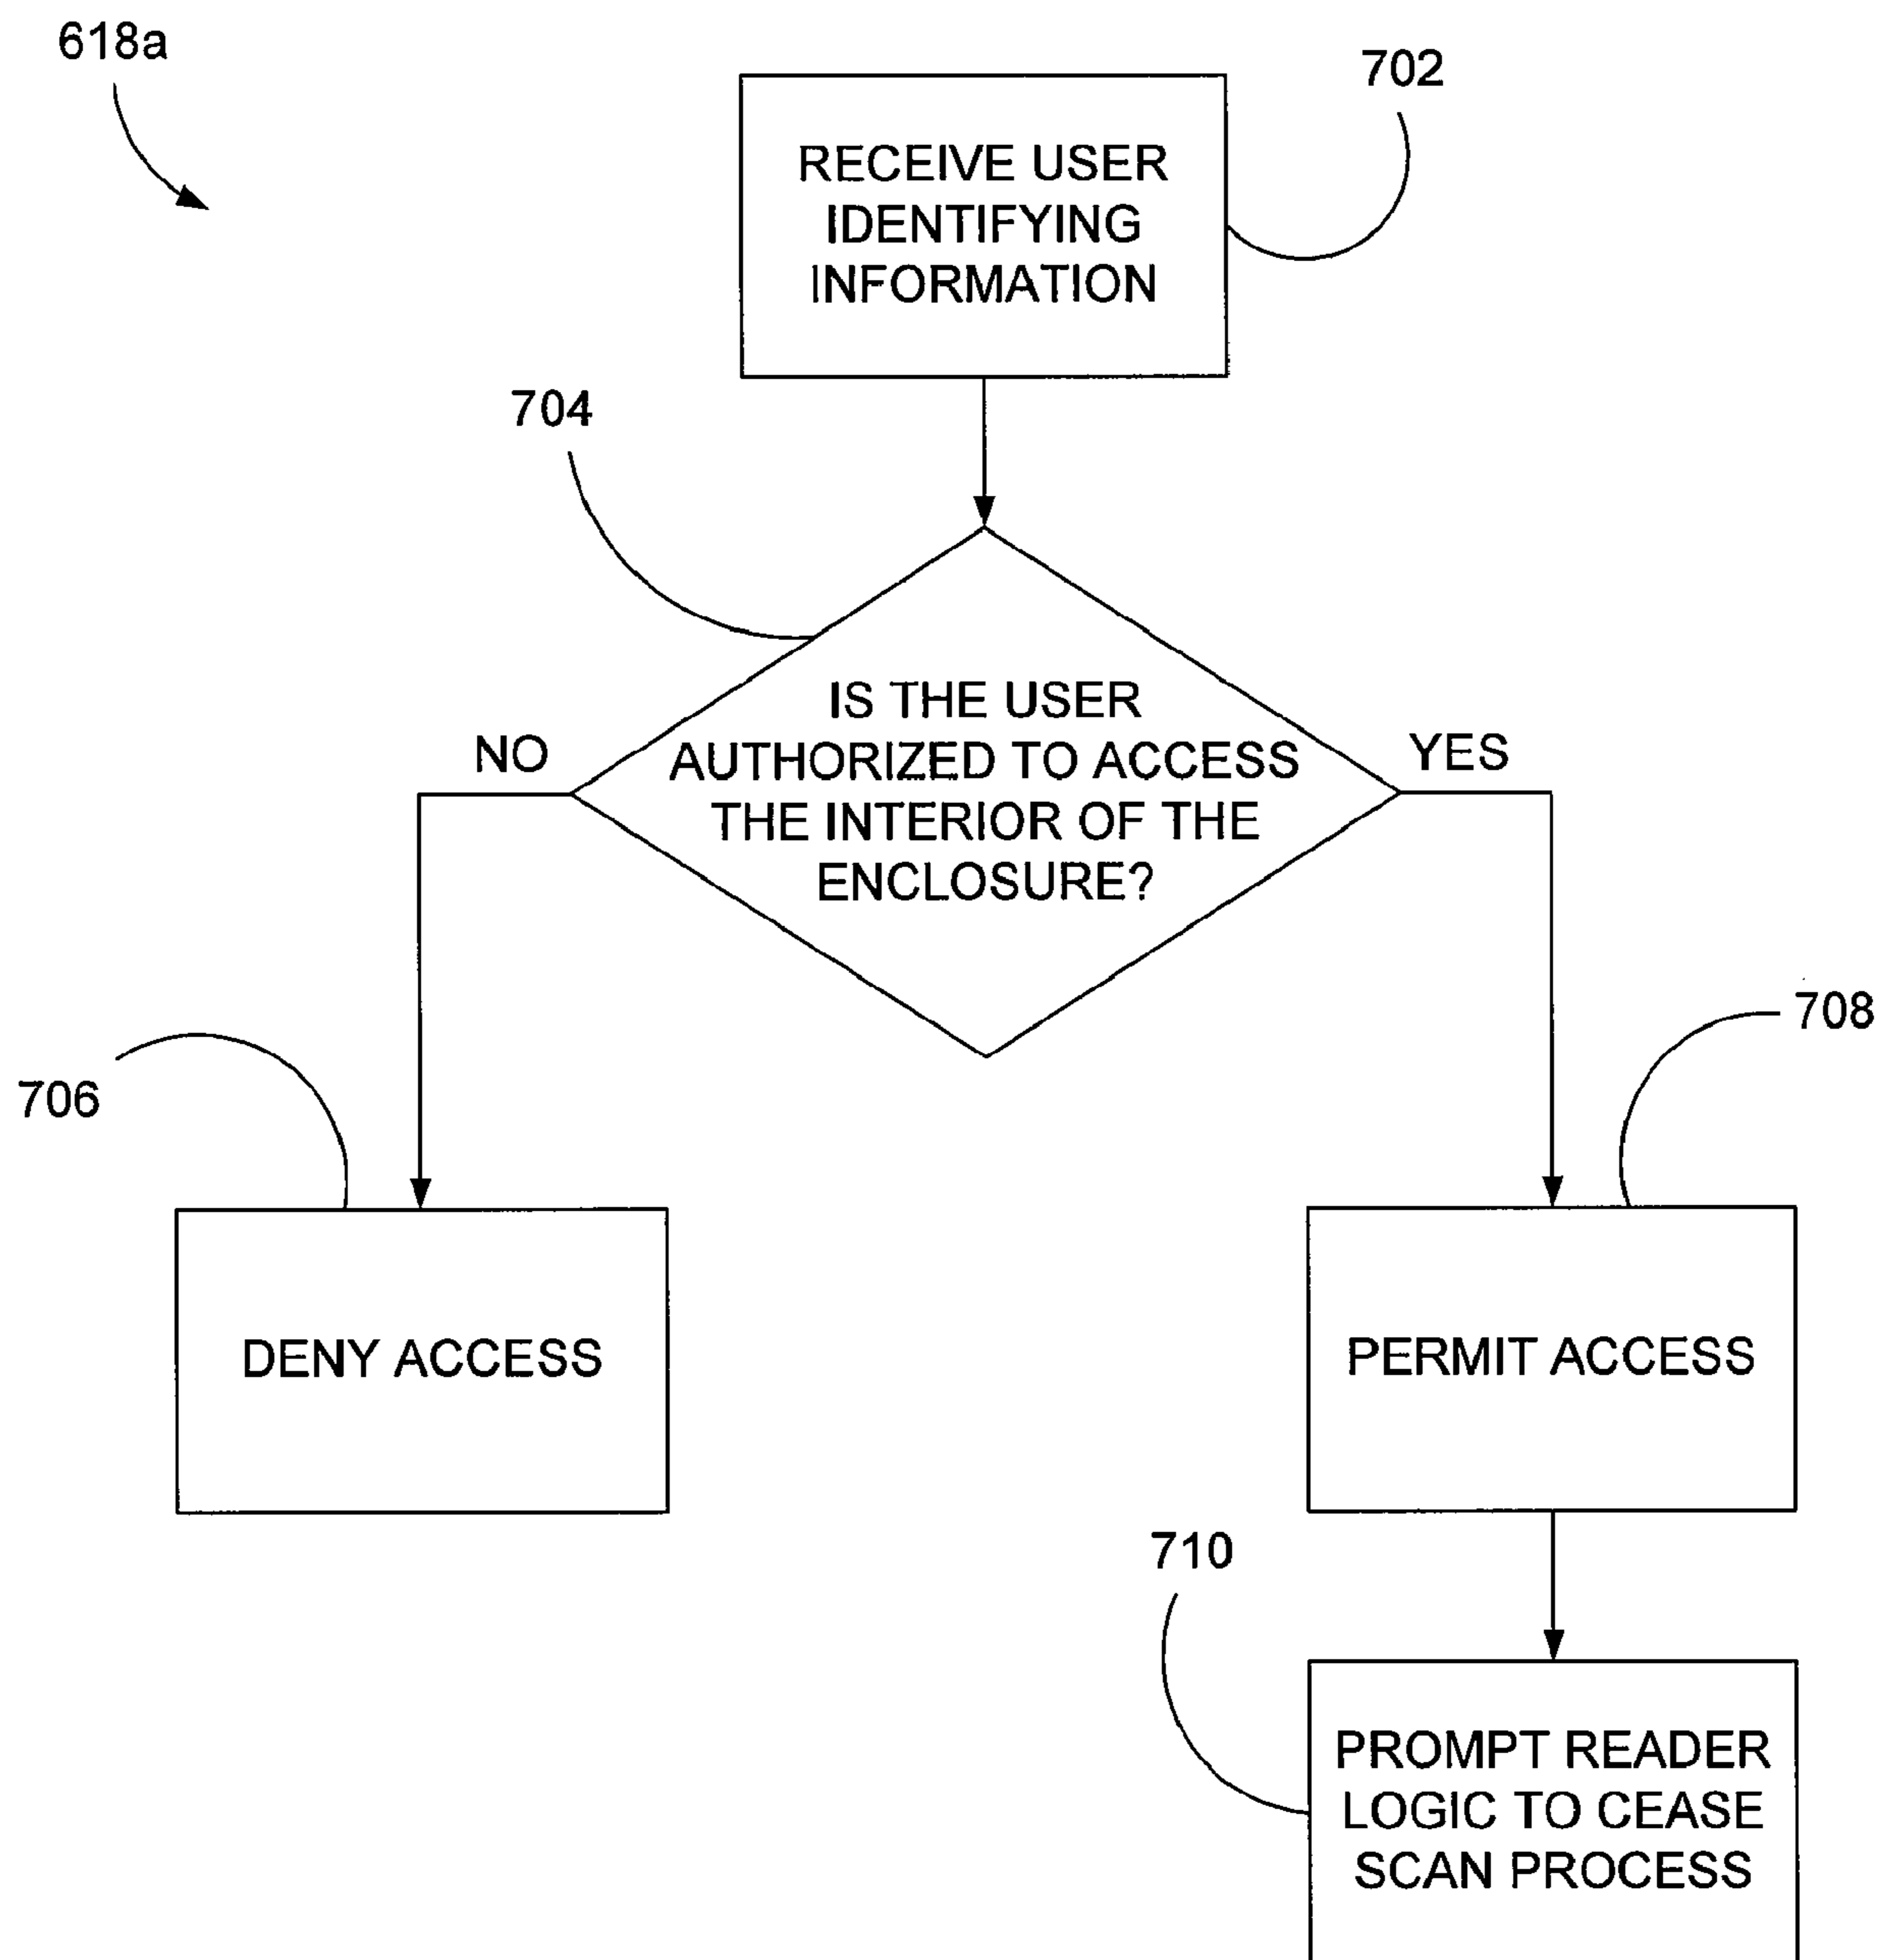 618a
702
RECEIVE USER
IDENTIFYING
INFORMATION
704
IS THE USER
AUTHORIZED TO ACCESS
THE INTERIOR OF THE
ENCLOSURE?
NO
YES
706
708
DENY ACCESS
PERMIT ACCESS
710
PROMPT READER
LOGIC TO CEASE
SCAN PROCESS